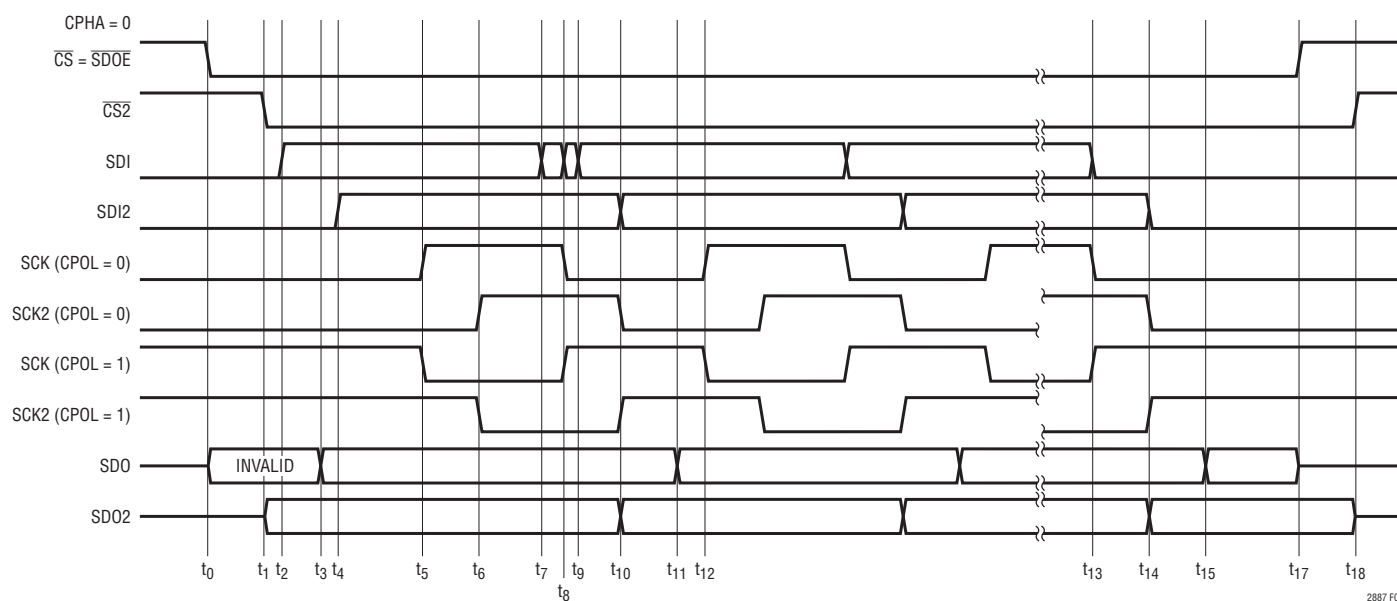 CPHA = 0
CS = SDOE
CS2
SDI
SDI2
SCK (CPOL = 0)
SCK2 (CPOL = 0)
SCK (CPOL = 1)
SCK2 (CPOL = 1)
SDO
INVALID
SDO2
t0 t1 t2 t3 t4 t5 t6 t7 t8 t9 t10 t11 t12 t13 t14 t15 t17 t18
2887